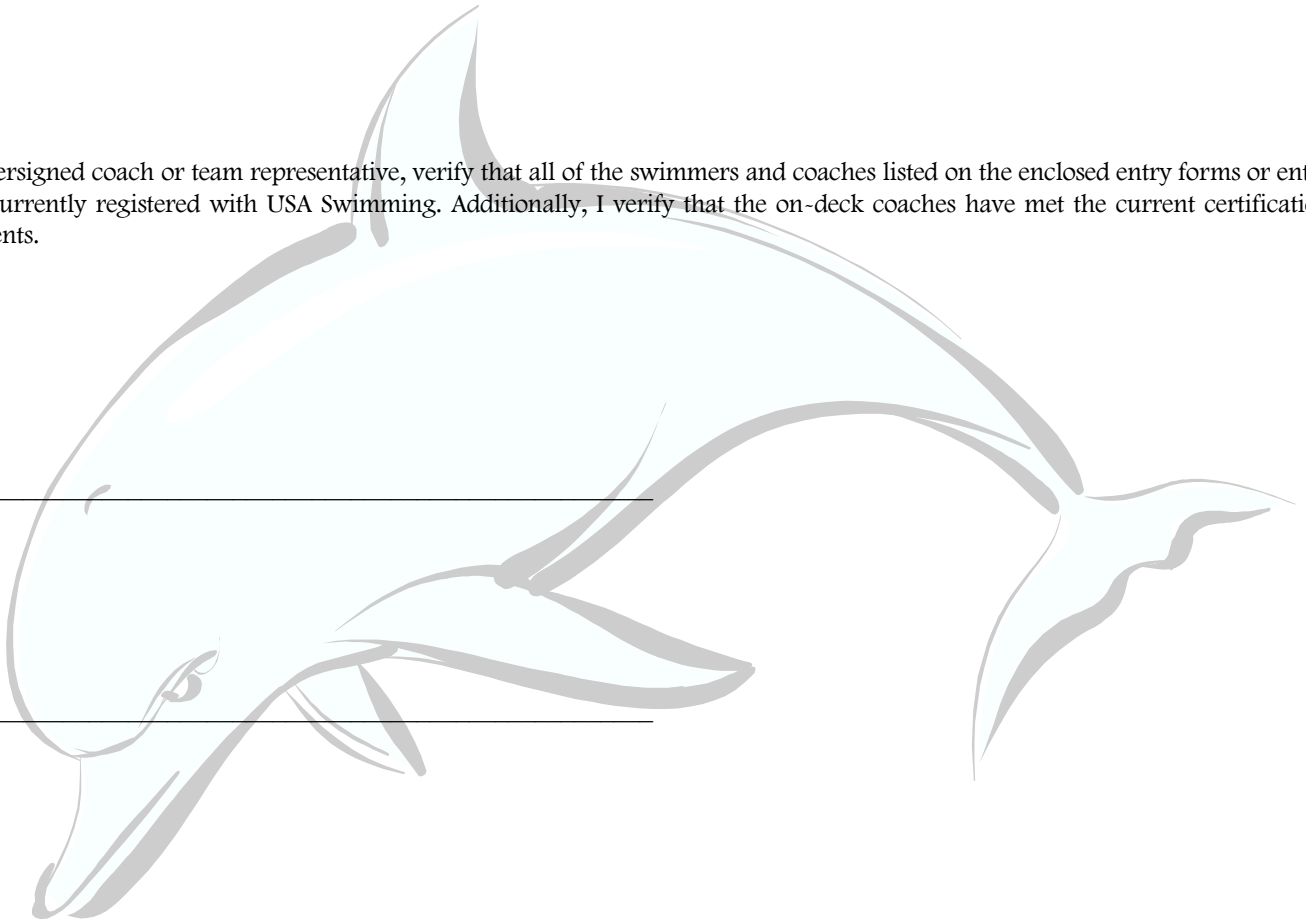 ersigned coach or team representative, verify that all of the swimmers and coaches listed on the enclosed entry forms or ent
urrently registered with USA Swimming. Additionally, I verify that the on-deck coaches have met the current certificatio
ents.